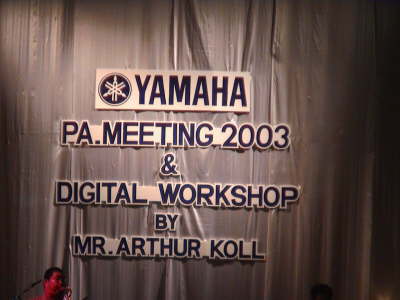 YAMAHA
PA.MEETING 2003
&
DIGITAL WORKSHOP
BY
MR.ARTHUR KOLL